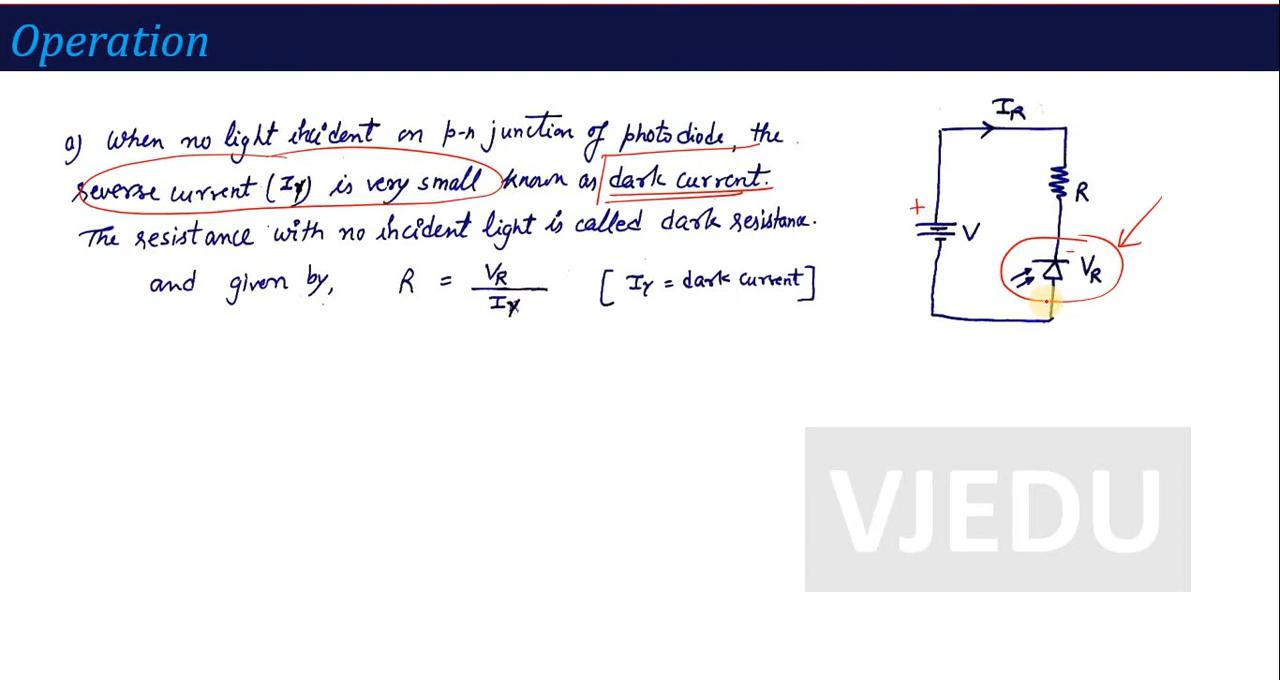 Operation
a) When no light incident on p-n junction of photodiode, the
reverse current (Ir) is very small known as dark current.
The resistance with no incident light is called dark resistance.
and given by, R = VR / Ir [ Ir = dark current ]
IR
R
+
V
-
VR
VJEDU